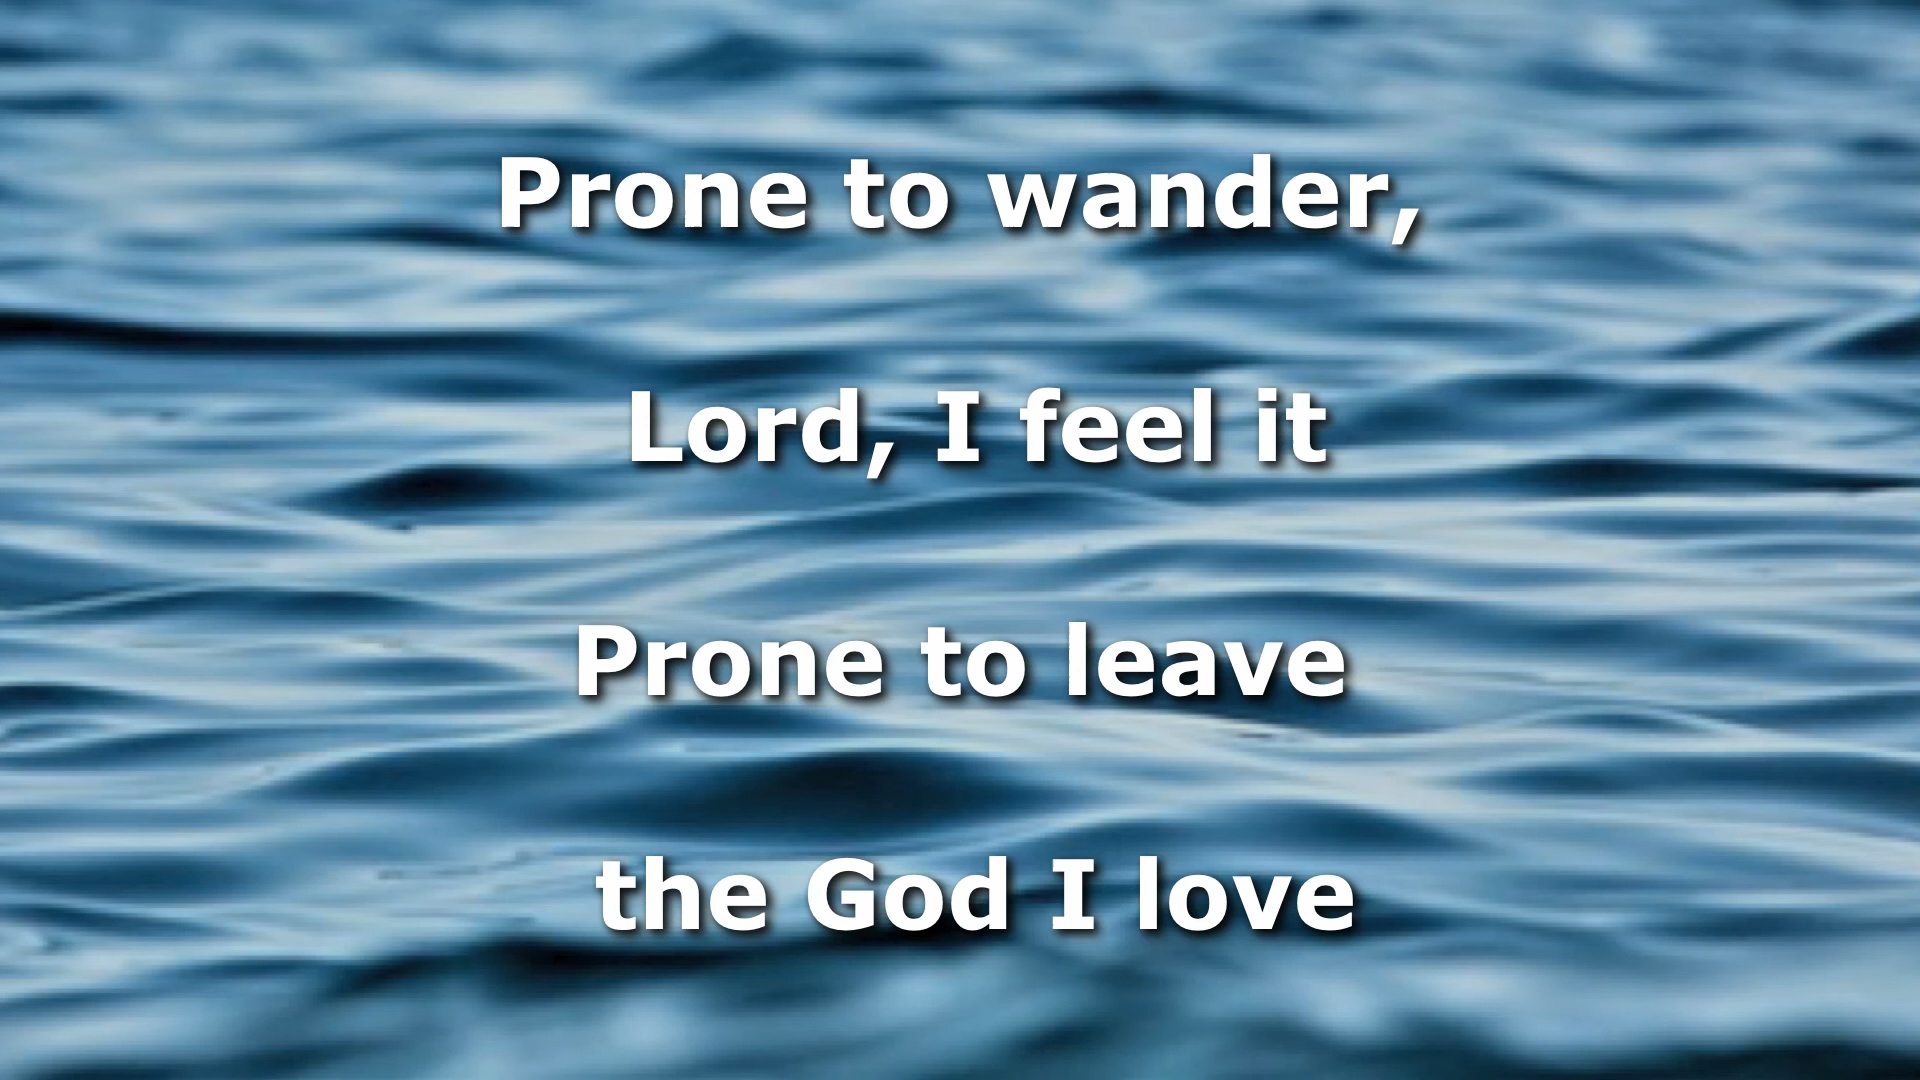 Prone to wander,
Lord, I feel it
Prone to leave
the God I love